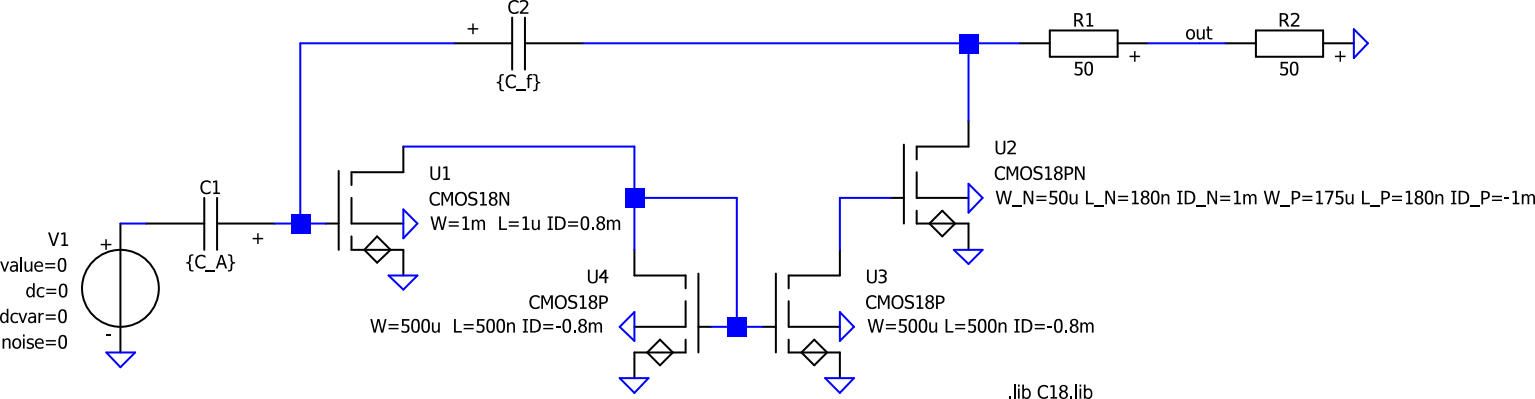 C2
+
{C_f}
R1
50
+
out
R2
50
+
C1
+
{C_A}
V1
value=0
dc=0
dcvar=0
noise=0
+
-
U1
CMOS18N
W=1m L=1u ID=0.8m
U2
CMOS18PN
W_N=50u L_N=180n ID_N=1m W_P=175u L_P=180n ID_P=-1m
U4
CMOS18P
W=500u L=500n ID=-0.8m
U3
CMOS18P
W=500u L=500n ID=-0.8m
.lib C18.lib